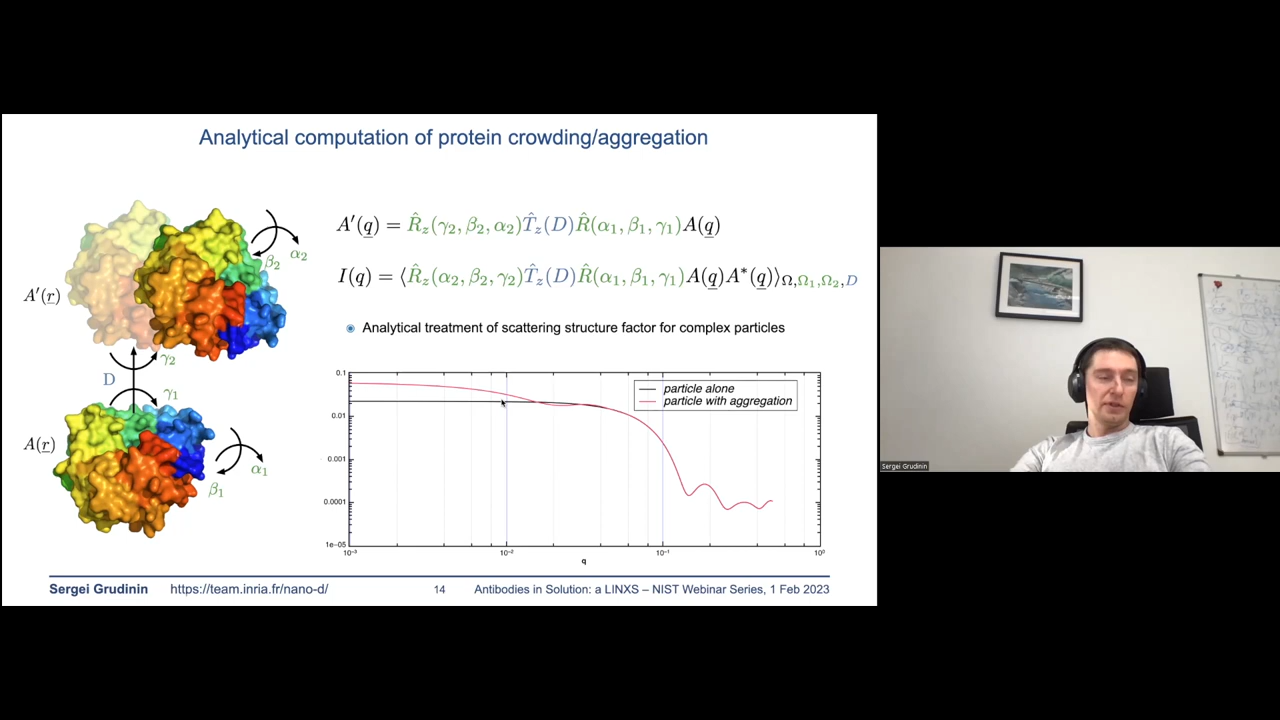 Analytical computation of protein crowding/aggregation
A′(q) = R̂z(γ2, β2, α2)T̂z(D)R̂(α1, β1, γ1)A(q)
I(q) = ⟨R̂z(α2, β2, γ2)T̂z(D)R̂(α1, β1, γ1)A(q)A*(q)⟩Ω,Ω1,Ω2,D
Analytical treatment of scattering structure factor for complex particles
α2
β2
A′(r)
γ2
D
γ1
A(r)
α1
β1
particle alone
particle with aggregation
0.1
0.01
0.001
0.0001
1e-05
10⁻³
10⁻²
10⁻¹
10⁰
q
Sergei Grudinin https://team.inria.fr/nano-d/ 14 Antibodies in Solution: a LINXS – NIST Webinar Series, 1 Feb 2023
Sergei Grudinin